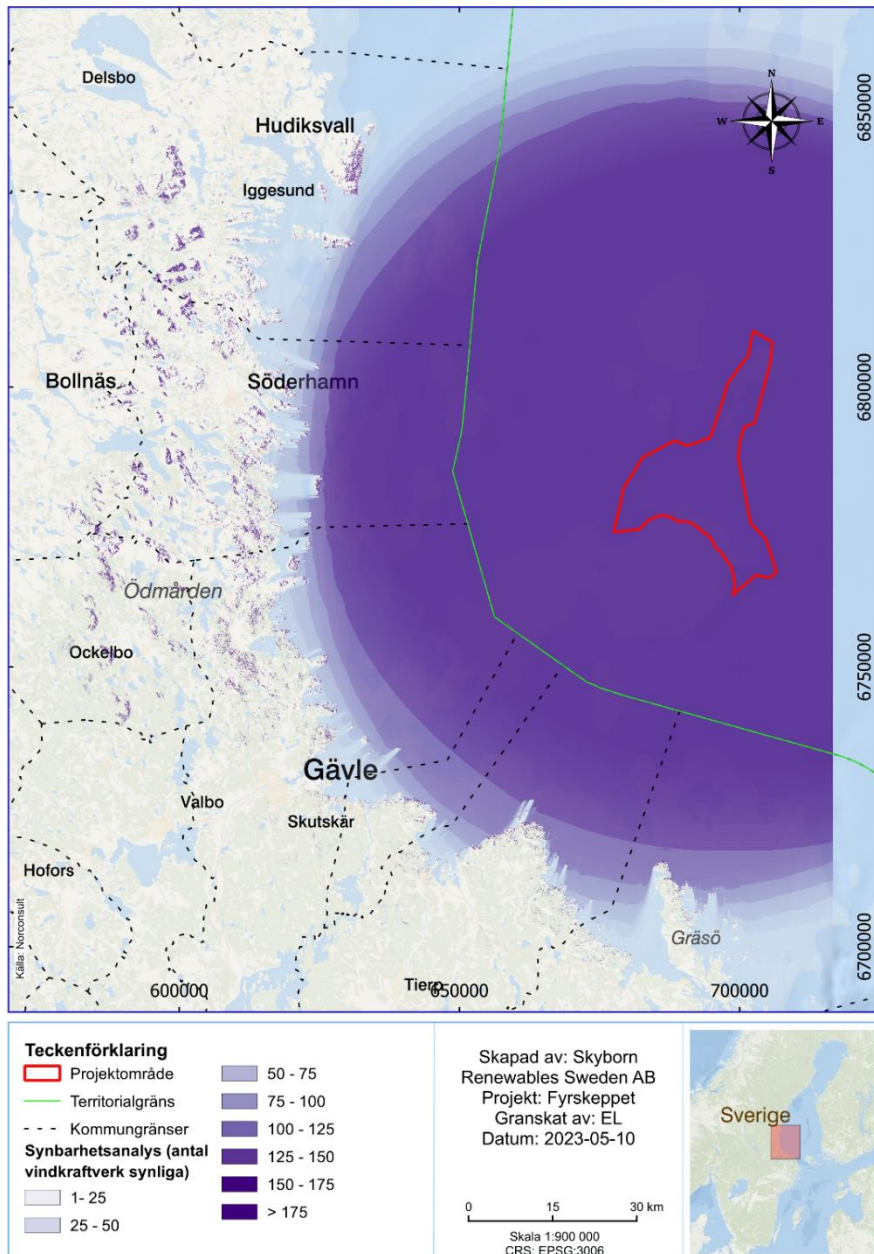 Delsbo
Hudiksvall
Iggesund
N
W
E
S
6850000
Bollnäs
Söderhamn
6800000
Ödmården
Ockelbo
6750000
Gävle
Valbo
Skutskär
Hofors
Källa: Norconsult
Gräsö
6700000
Tierp
600000
650000
700000
Teckenförklaring
Projektområde
Territorialgräns
Kommungränser
Synbarhetsanalys (antal
vindkraftverk synliga)
1- 25
25 - 50
50 - 75
75 - 100
100 - 125
125 - 150
150 - 175
> 175
Skapad av: Skyborn
Renewables Sweden AB
Projekt: Fyrskeppet
Granskat av: EL
Datum: 2023-05-10
0
15
30 km
Skala 1:900 000
CRS: EPSG:3006
Sverige